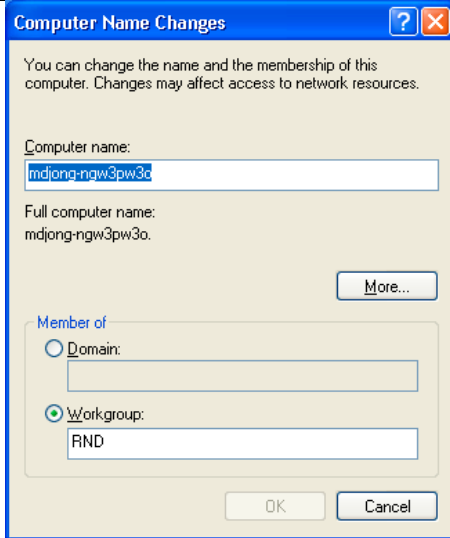 Computer Name Changes
You can change the name and the membership of this
computer. Changes may affect access to network resources.
Computer name:
mdjong-ngw3pw3o
Full computer name:
mdjong-ngw3pw3o.
More...
Member of
Domain:
Workgroup:
RND
OK
Cancel